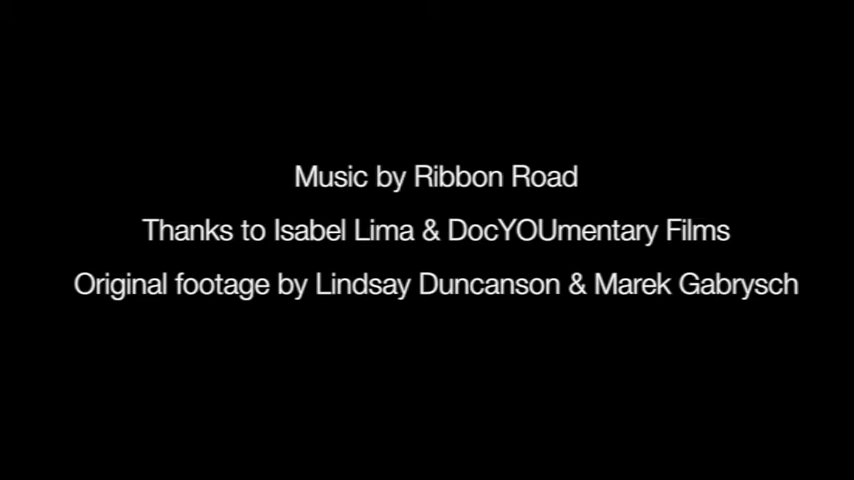 Music by Ribbon Road
Thanks to Isabel Lima & DocYOUmentary Films
Original footage by Lindsay Duncanson & Marek Gabrysch